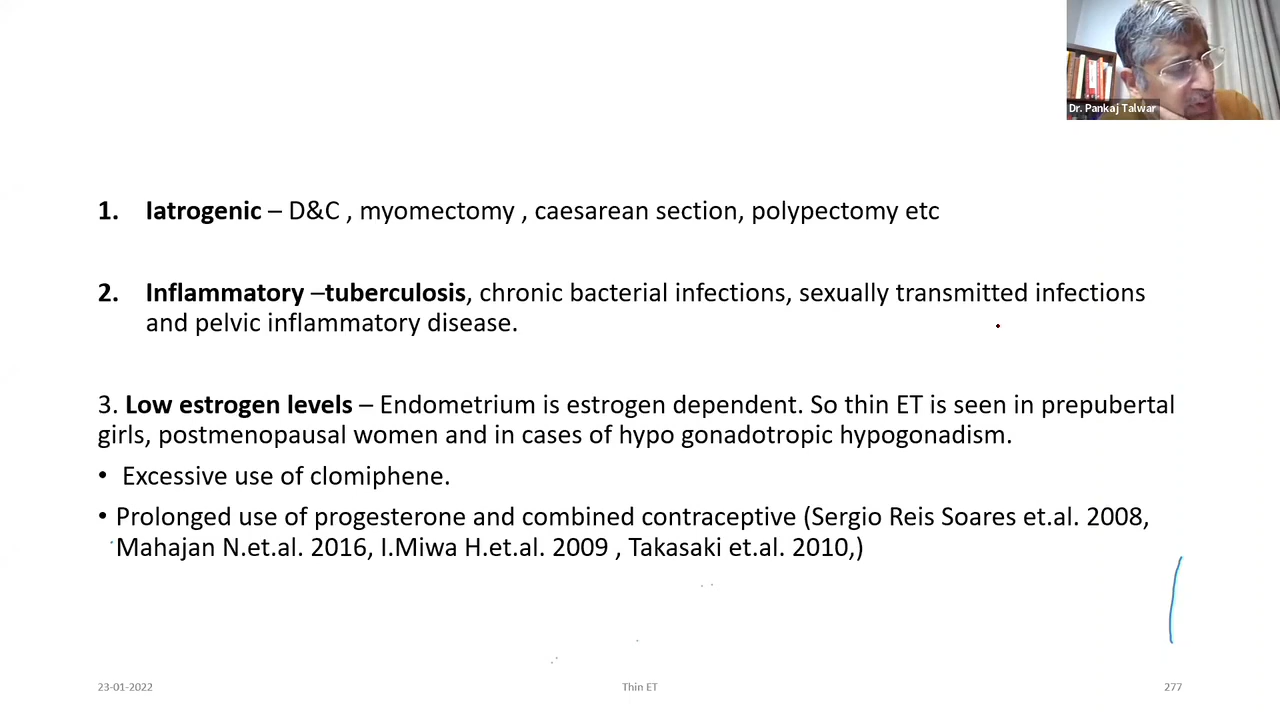 Dr. Pankaj Talwar
1. Iatrogenic – D&C , myomectomy , caesarean section, polypectomy etc
2. Inflammatory –tuberculosis, chronic bacterial infections, sexually transmitted infections
and pelvic inflammatory disease.
3. Low estrogen levels – Endometrium is estrogen dependent. So thin ET is seen in prepubertal
girls, postmenopausal women and in cases of hypo gonadotropic hypogonadism.
• Excessive use of clomiphene.
• Prolonged use of progesterone and combined contraceptive (Sergio Reis Soares et.al. 2008,
Mahajan N.et.al. 2016, I.Miwa H.et.al. 2009 , Takasaki et.al. 2010,)
23-01-2022 Thin ET 277